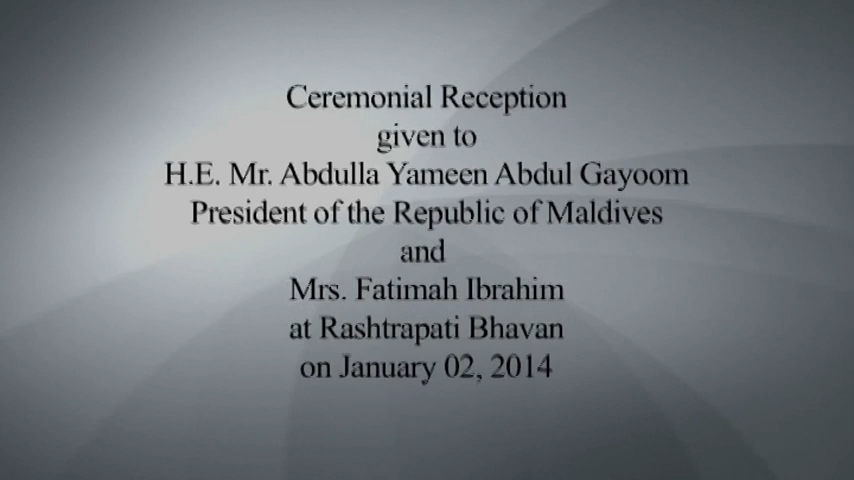 Ceremonial Reception
given to
H.E. Mr. Abdulla Yameen Abdul Gayoom
President of the Republic of Maldives
and
Mrs. Fatimah Ibrahim
at Rashtrapati Bhavan
on January 02, 2014